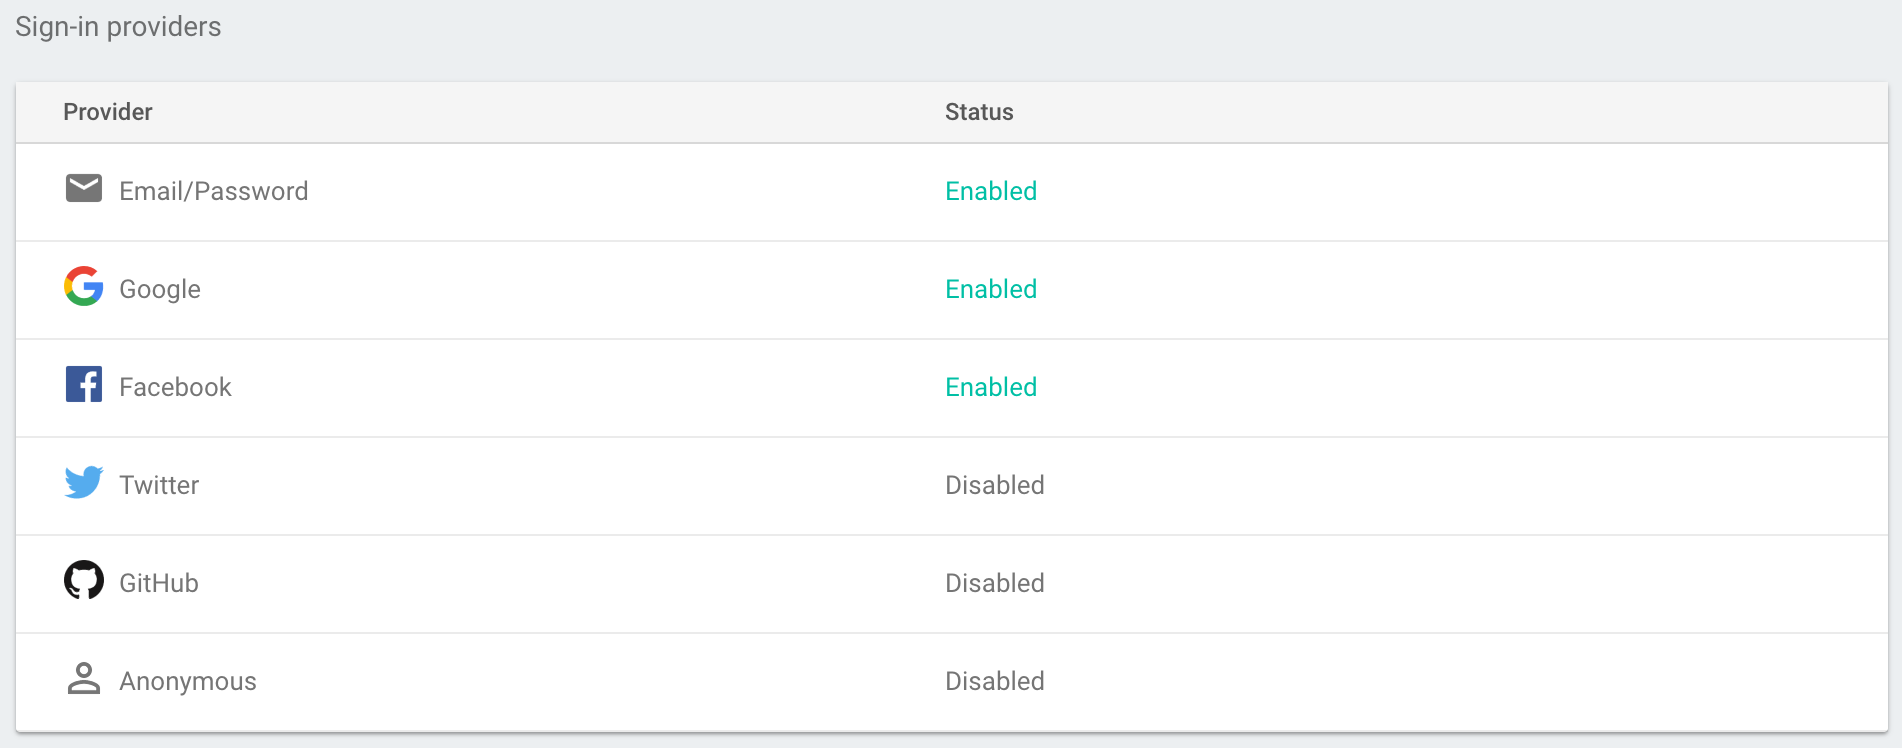 Sign-in providers
Provider Status
Email/Password Enabled
Google Enabled
Facebook Enabled
Twitter Disabled
GitHub Disabled
Anonymous Disabled